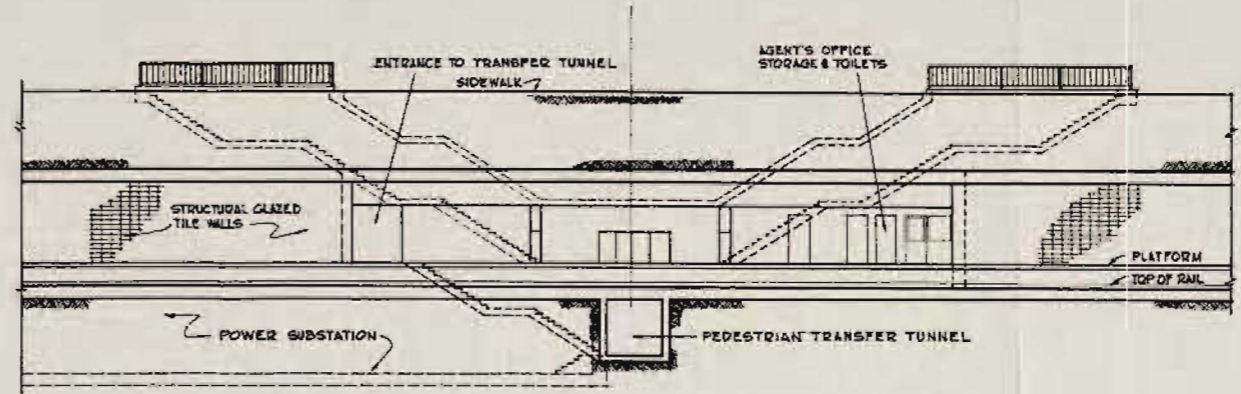 ENTRANCE TO TRANSFER TUNNEL
SIDEWALK
AGENT'S OFFICE
STORAGE & TOILETS
STRUCTURAL GLAZED
TILE WALLS
PLATFORM
TOP OF RAIL
POWER SUBSTATION
PEDESTRIAN TRANSFER TUNNEL